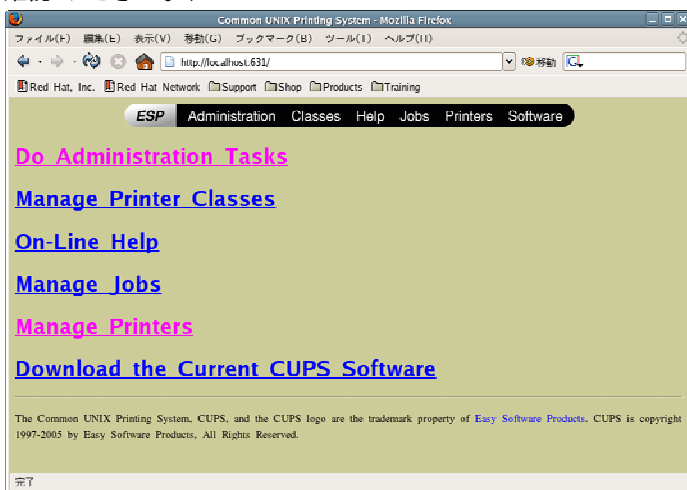 Common UNIX Printing System - Mozilla Firefox
ファイル(F) 編集(E) 表示(V) 移動(G) ブックマーク(B) ツール(T) ヘルプ(H)
http://localhost:631/ 移動
Red Hat, Inc. Red Hat Network Support Shop Products Training
ESP Administration Classes Help Jobs Printers Software
Do Administration Tasks
Manage Printer Classes
On-Line Help
Manage Jobs
Manage Printers
Download the Current CUPS Software
The Common UNIX Printing System, CUPS, and the CUPS logo are the trademark property of Easy Software Products. CUPS is copyright
1997-2005 by Easy Software Products, All Rights Reserved.
完了